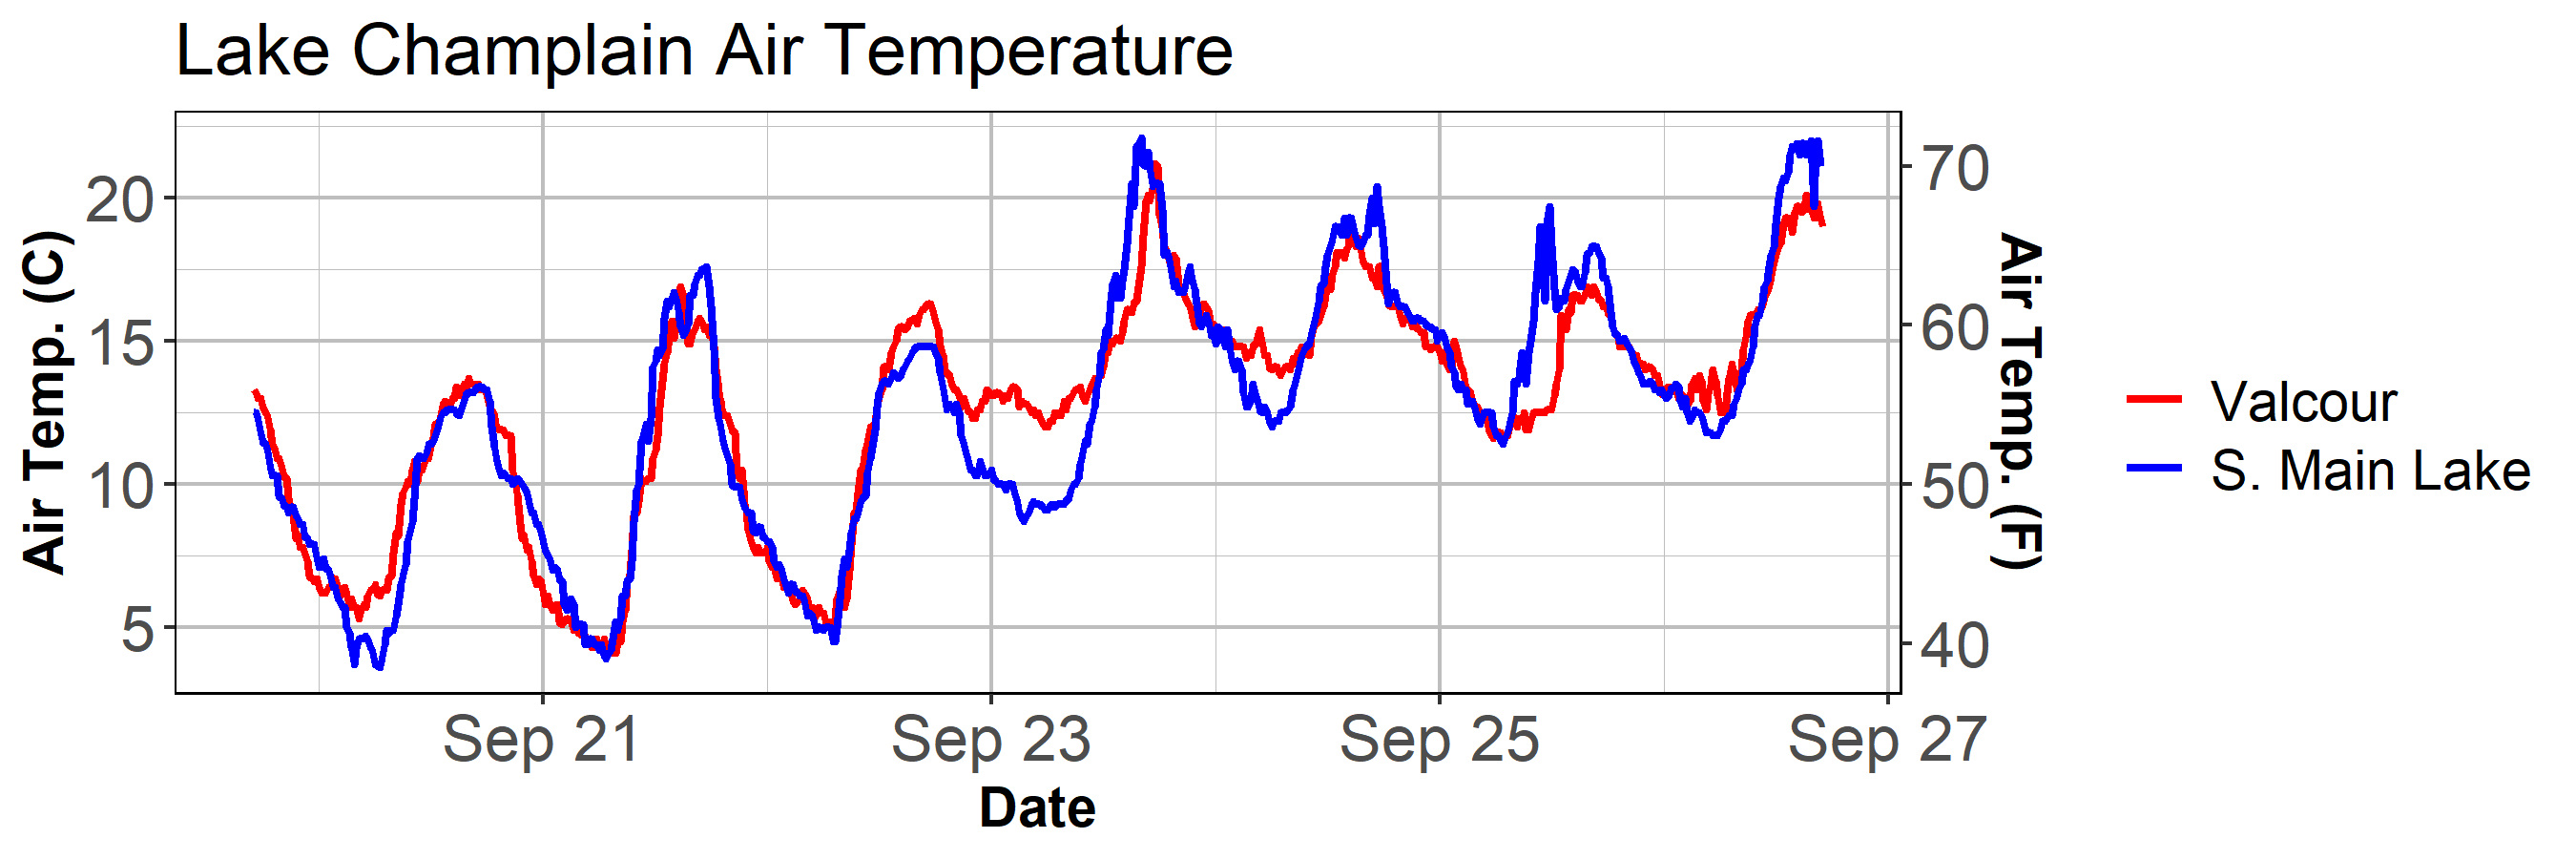 Lake Champlain Air Temperature
Air Temp. (C)
20
15
10
5
70
60
50
40
Air Temp. (F)
Sep 21
Sep 23
Sep 25
Sep 27
Date
Valcour
S. Main Lake